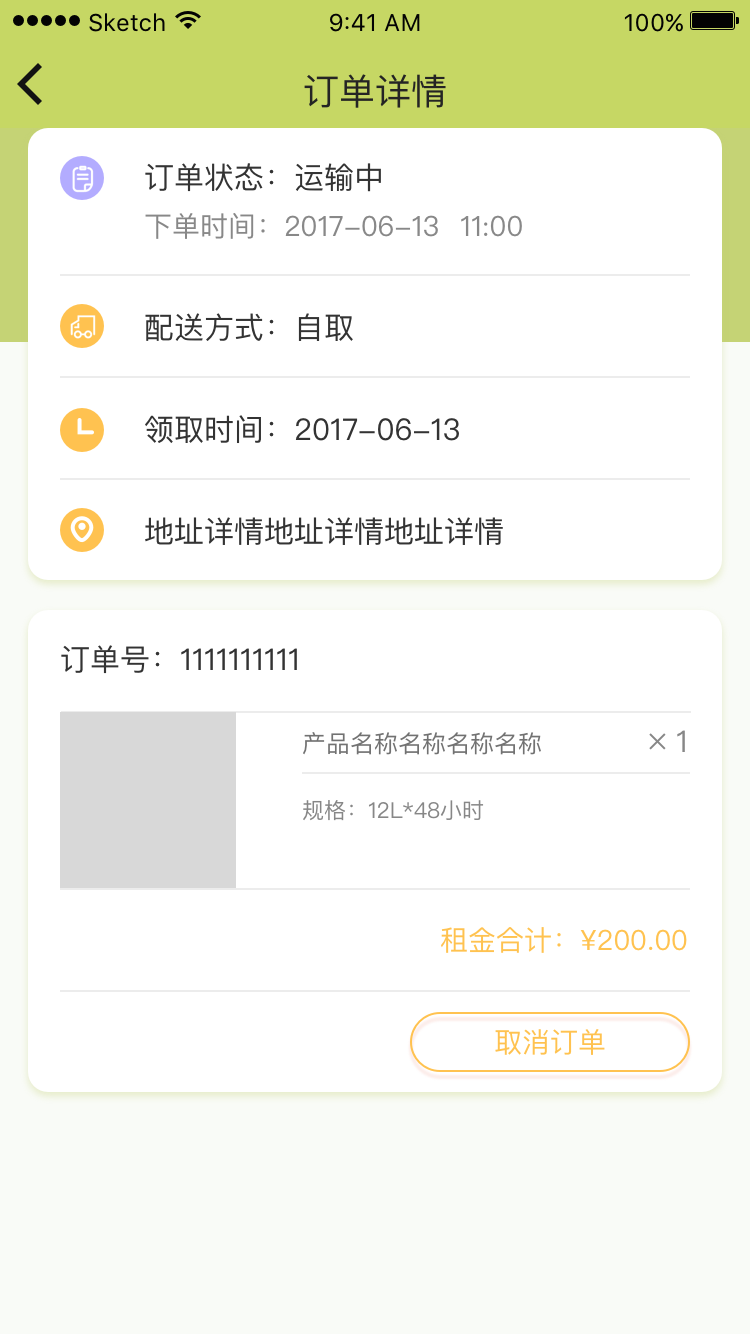 Sketch 9:41 AM 100%
订单详情
订单状态：运输中
下单时间：2017-06-13 11:00
配送方式：自取
领取时间：2017-06-13
地址详情地址详情地址详情
订单号：1111111111
产品名称名称名称名称 × 1
规格：12L*48小时
租金合计：¥200.00
取消订单